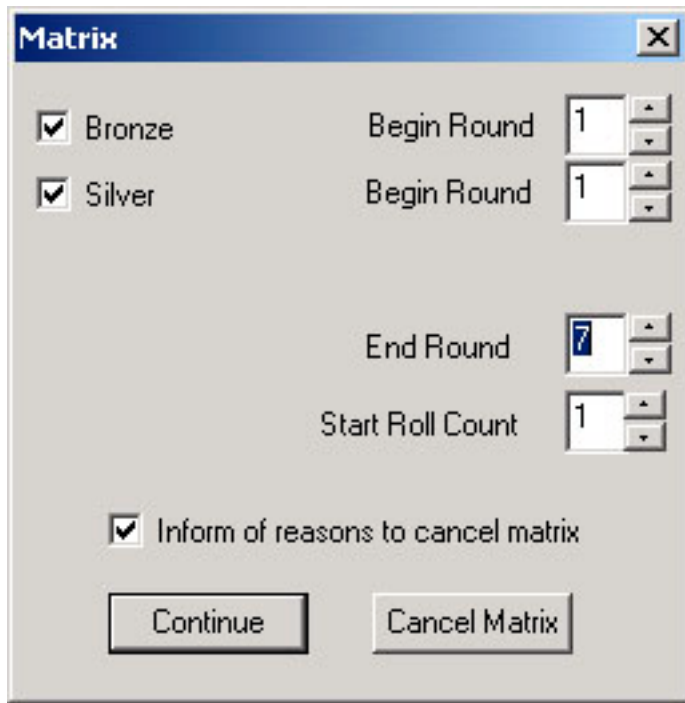 Matrix
Bronze Begin Round 1
Silver Begin Round 1
End Round 7
Start Roll Count 1
Inform of reasons to cancel matrix
Continue Cancel Matrix